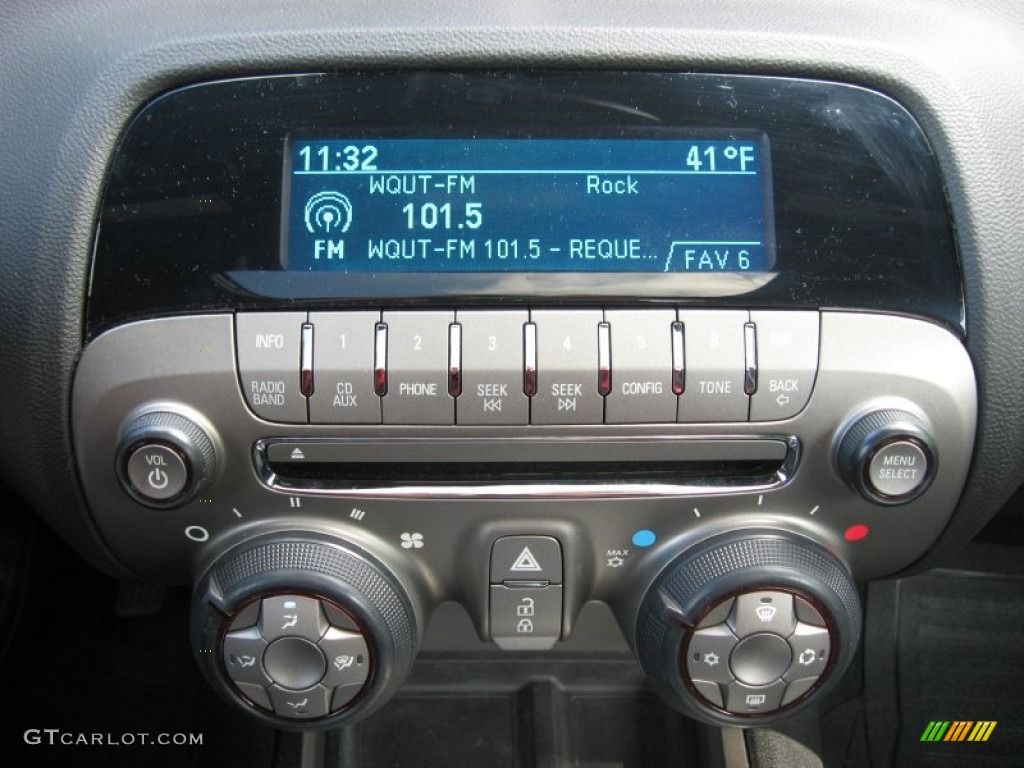 11:32 41°F
WQUT-FM Rock
101.5
FM WQUT-FM 101.5 - REQUE...
FAV 6
INFO 1 2 3 4 5 6 FAV
RADIO BAND CD AUX PHONE SEEK SEEK CONFIG TONE BACK
VOL
MENU SELECT
MAX
GTCARLOT.COM